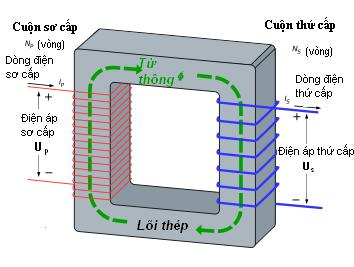 Cuộn sơ cấp
Nₚ (vòng)
Dòng điện
sơ cấp
Iₚ
+
Điện áp
sơ cấp
Uₚ
−
Từ
thông Φ
Lõi thép
Cuộn thứ cấp
Nₛ (vòng)
Dòng điện
thứ cấp
Iₛ
+
Điện áp thứ cấp
Uₛ
−